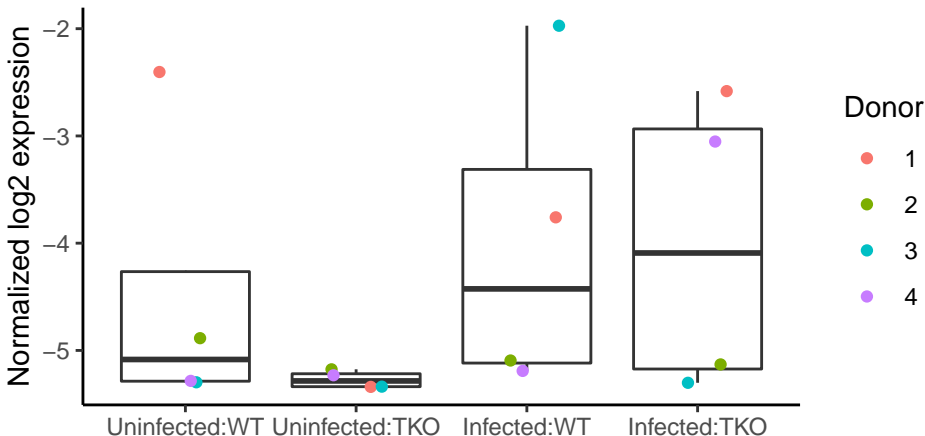 Normalized log2 expression
−2
−3
−4
−5
Uninfected:WT
Uninfected:TKO
Infected:WT
Infected:TKO
Donor
1
2
3
4